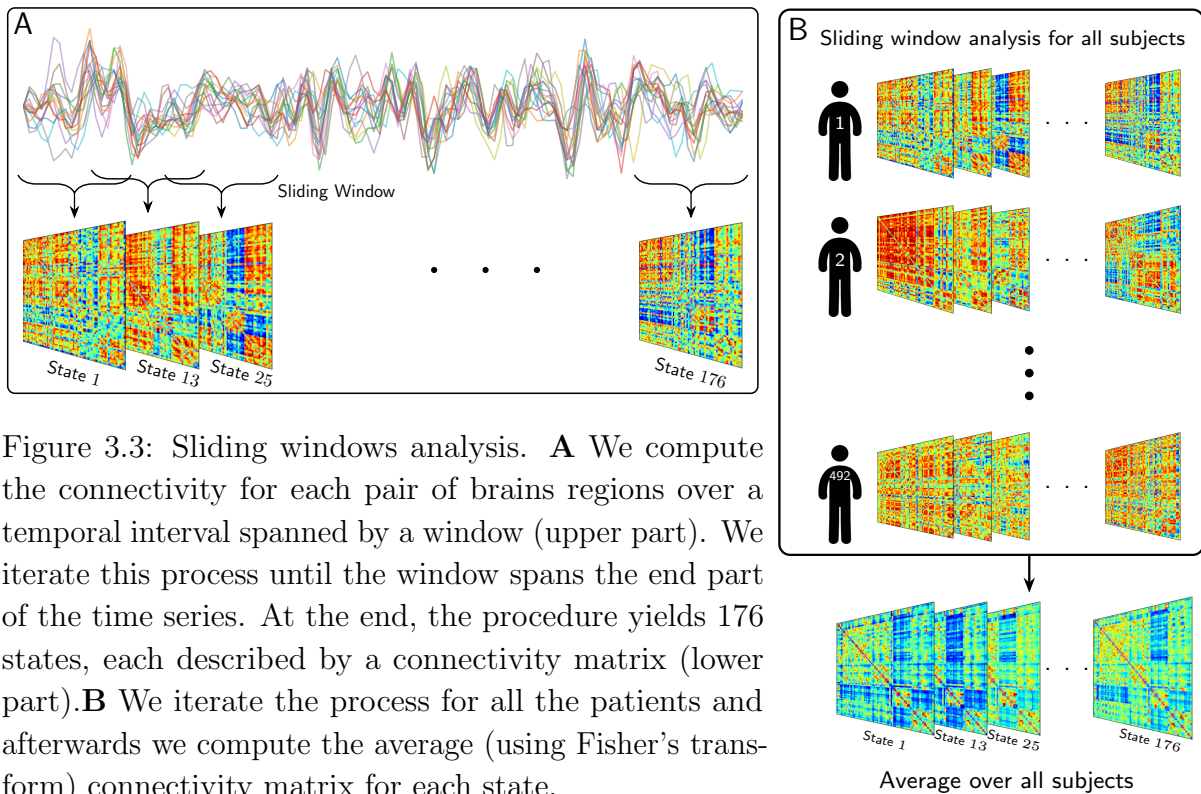 A
Sliding Window
State 1
State 13
State 25
State 176
B
Sliding window analysis for all subjects
1
2
492
State 1
State 13
State 25
State 176
Average over all subjects
Figure 3.3: Sliding windows analysis. A We compute
the connectivity for each pair of brains regions over a
temporal interval spanned by a window (upper part). We
iterate this process until the window spans the end part
of the time series. At the end, the procedure yields 176
states, each described by a connectivity matrix (lower
part).B We iterate the process for all the patients and
afterwards we compute the average (using Fisher's trans-
form) connectivity matrix for each state.